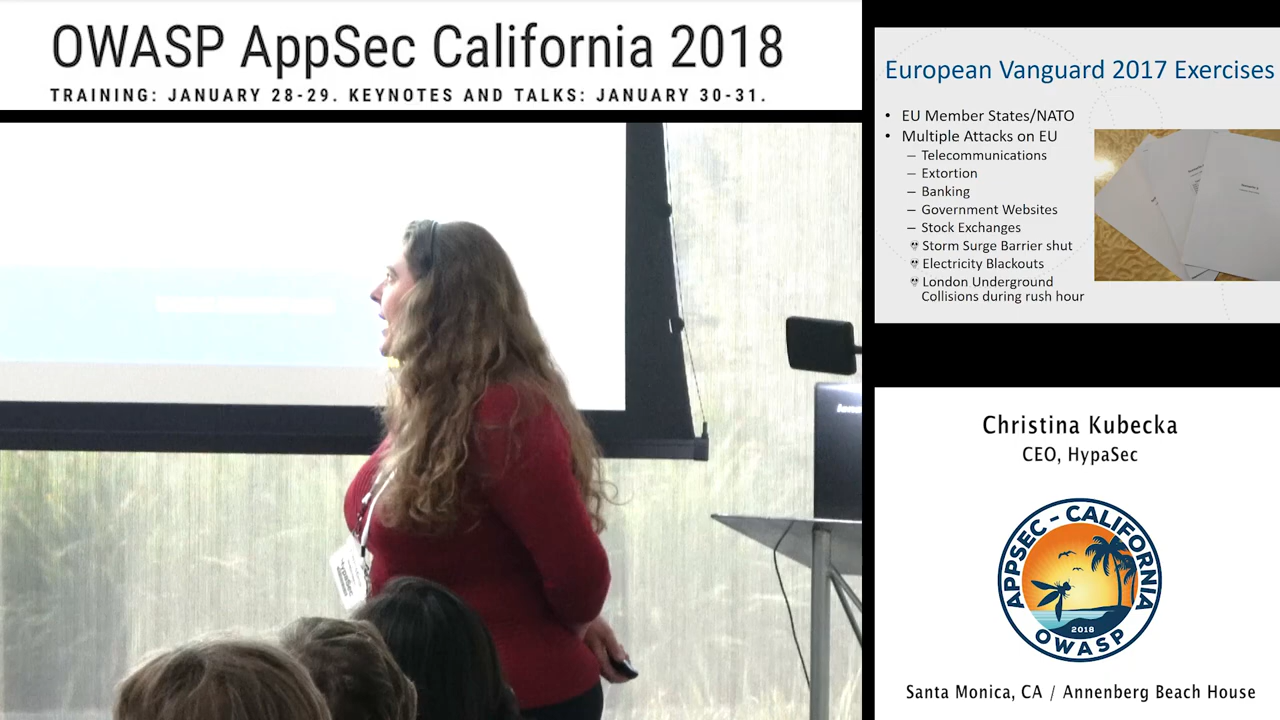 OWASP AppSec California 2018
TRAINING: JANUARY 28-29. KEYNOTES AND TALKS: JANUARY 30-31.
European Vanguard 2017 Exercises
• EU Member States/NATO
• Multiple Attacks on EU
– Telecommunications
– Extortion
– Banking
– Government Websites
– Stock Exchanges
Storm Surge Barrier shut
Electricity Blackouts
London Underground
Collisions during rush hour
Christina Kubecka
CEO, HypaSec
APPSEC - CALIFORNIA
2018
OWASP
Santa Monica, CA / Annenberg Beach House